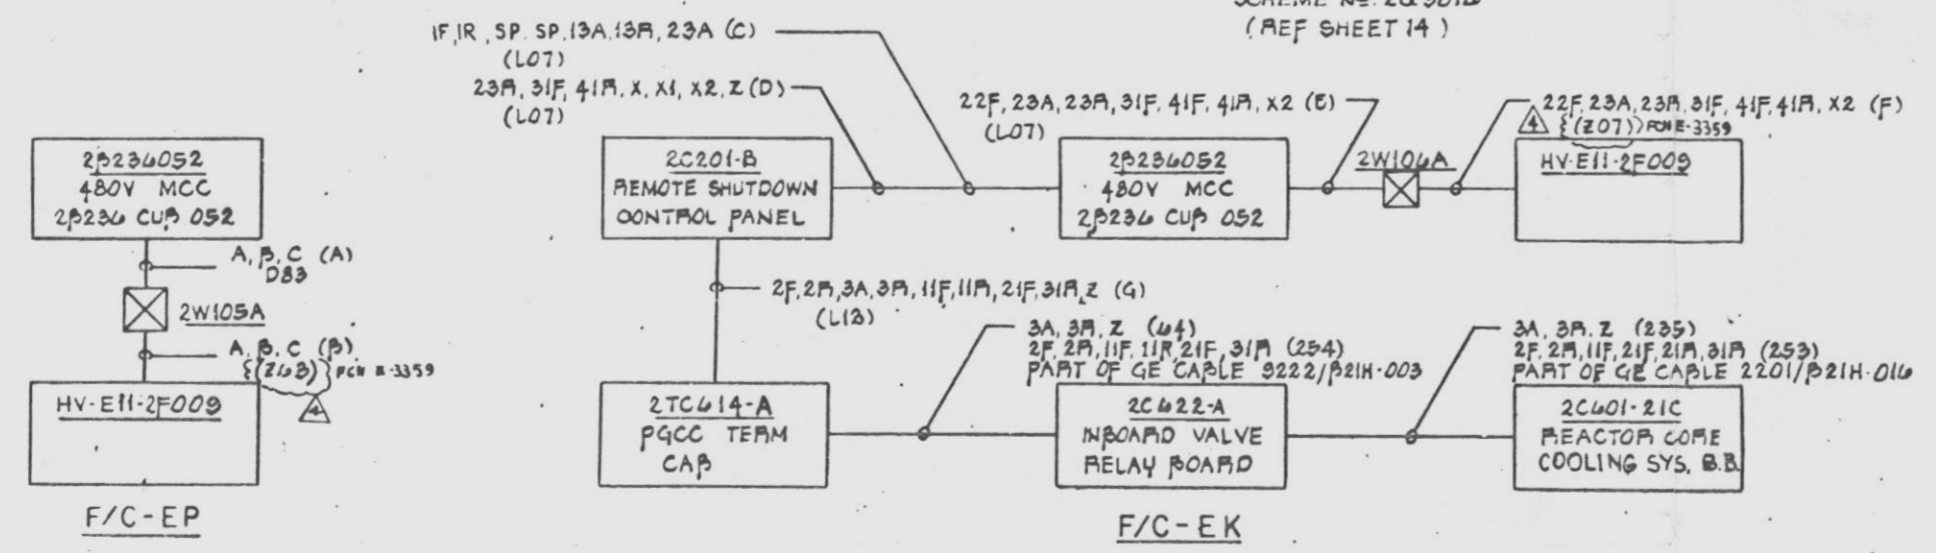 (REF SHEET 14)
1F, 1R, SP, SP, 13A, 13R, 23A (C)
(L07)
23R, 31F, 41R, X, X1, X2, Z (D)
(L07)
22F, 23A, 23R, 31F, 41F, 41R, X2 (E)
(L07)
22F, 23A, 23R, 31F, 41F, 41R, X2 (F)
4 (Z07) FCN E-3359
2B236052
480V MCC
2B236 CUB 052
2C201-B
REMOTE SHUTDOWN
CONTROL PANEL
2B236052
480V MCC
2B236 CUB 052
2W106A
HV-E11-2F009
A, B, C (A)
D83
2W105A
A, B, C (B)
(Z63) FCN E-3359
4
HV-E11-2F009
2F, 2R, 3A, 3R, 11F, 11R, 21F, 31R, Z (G)
(L13)
3A, 3R, Z (64)
2F, 2R, 11F, 11R, 21F, 31R (254)
PART OF GE CABLE 9222/B21H-003
3A, 3R, Z (235)
2F, 2R, 11F, 21F, 21R, 31R (253)
PART OF GE CABLE 2201/B21H-016
2TC614-A
PGCC TERM
CAB
2C622-A
INBOARD VALVE
RELAY BOARD
2C601-21C
REACTOR CORE
COOLING SYS. B.B.
F/C-EP
F/C-EK